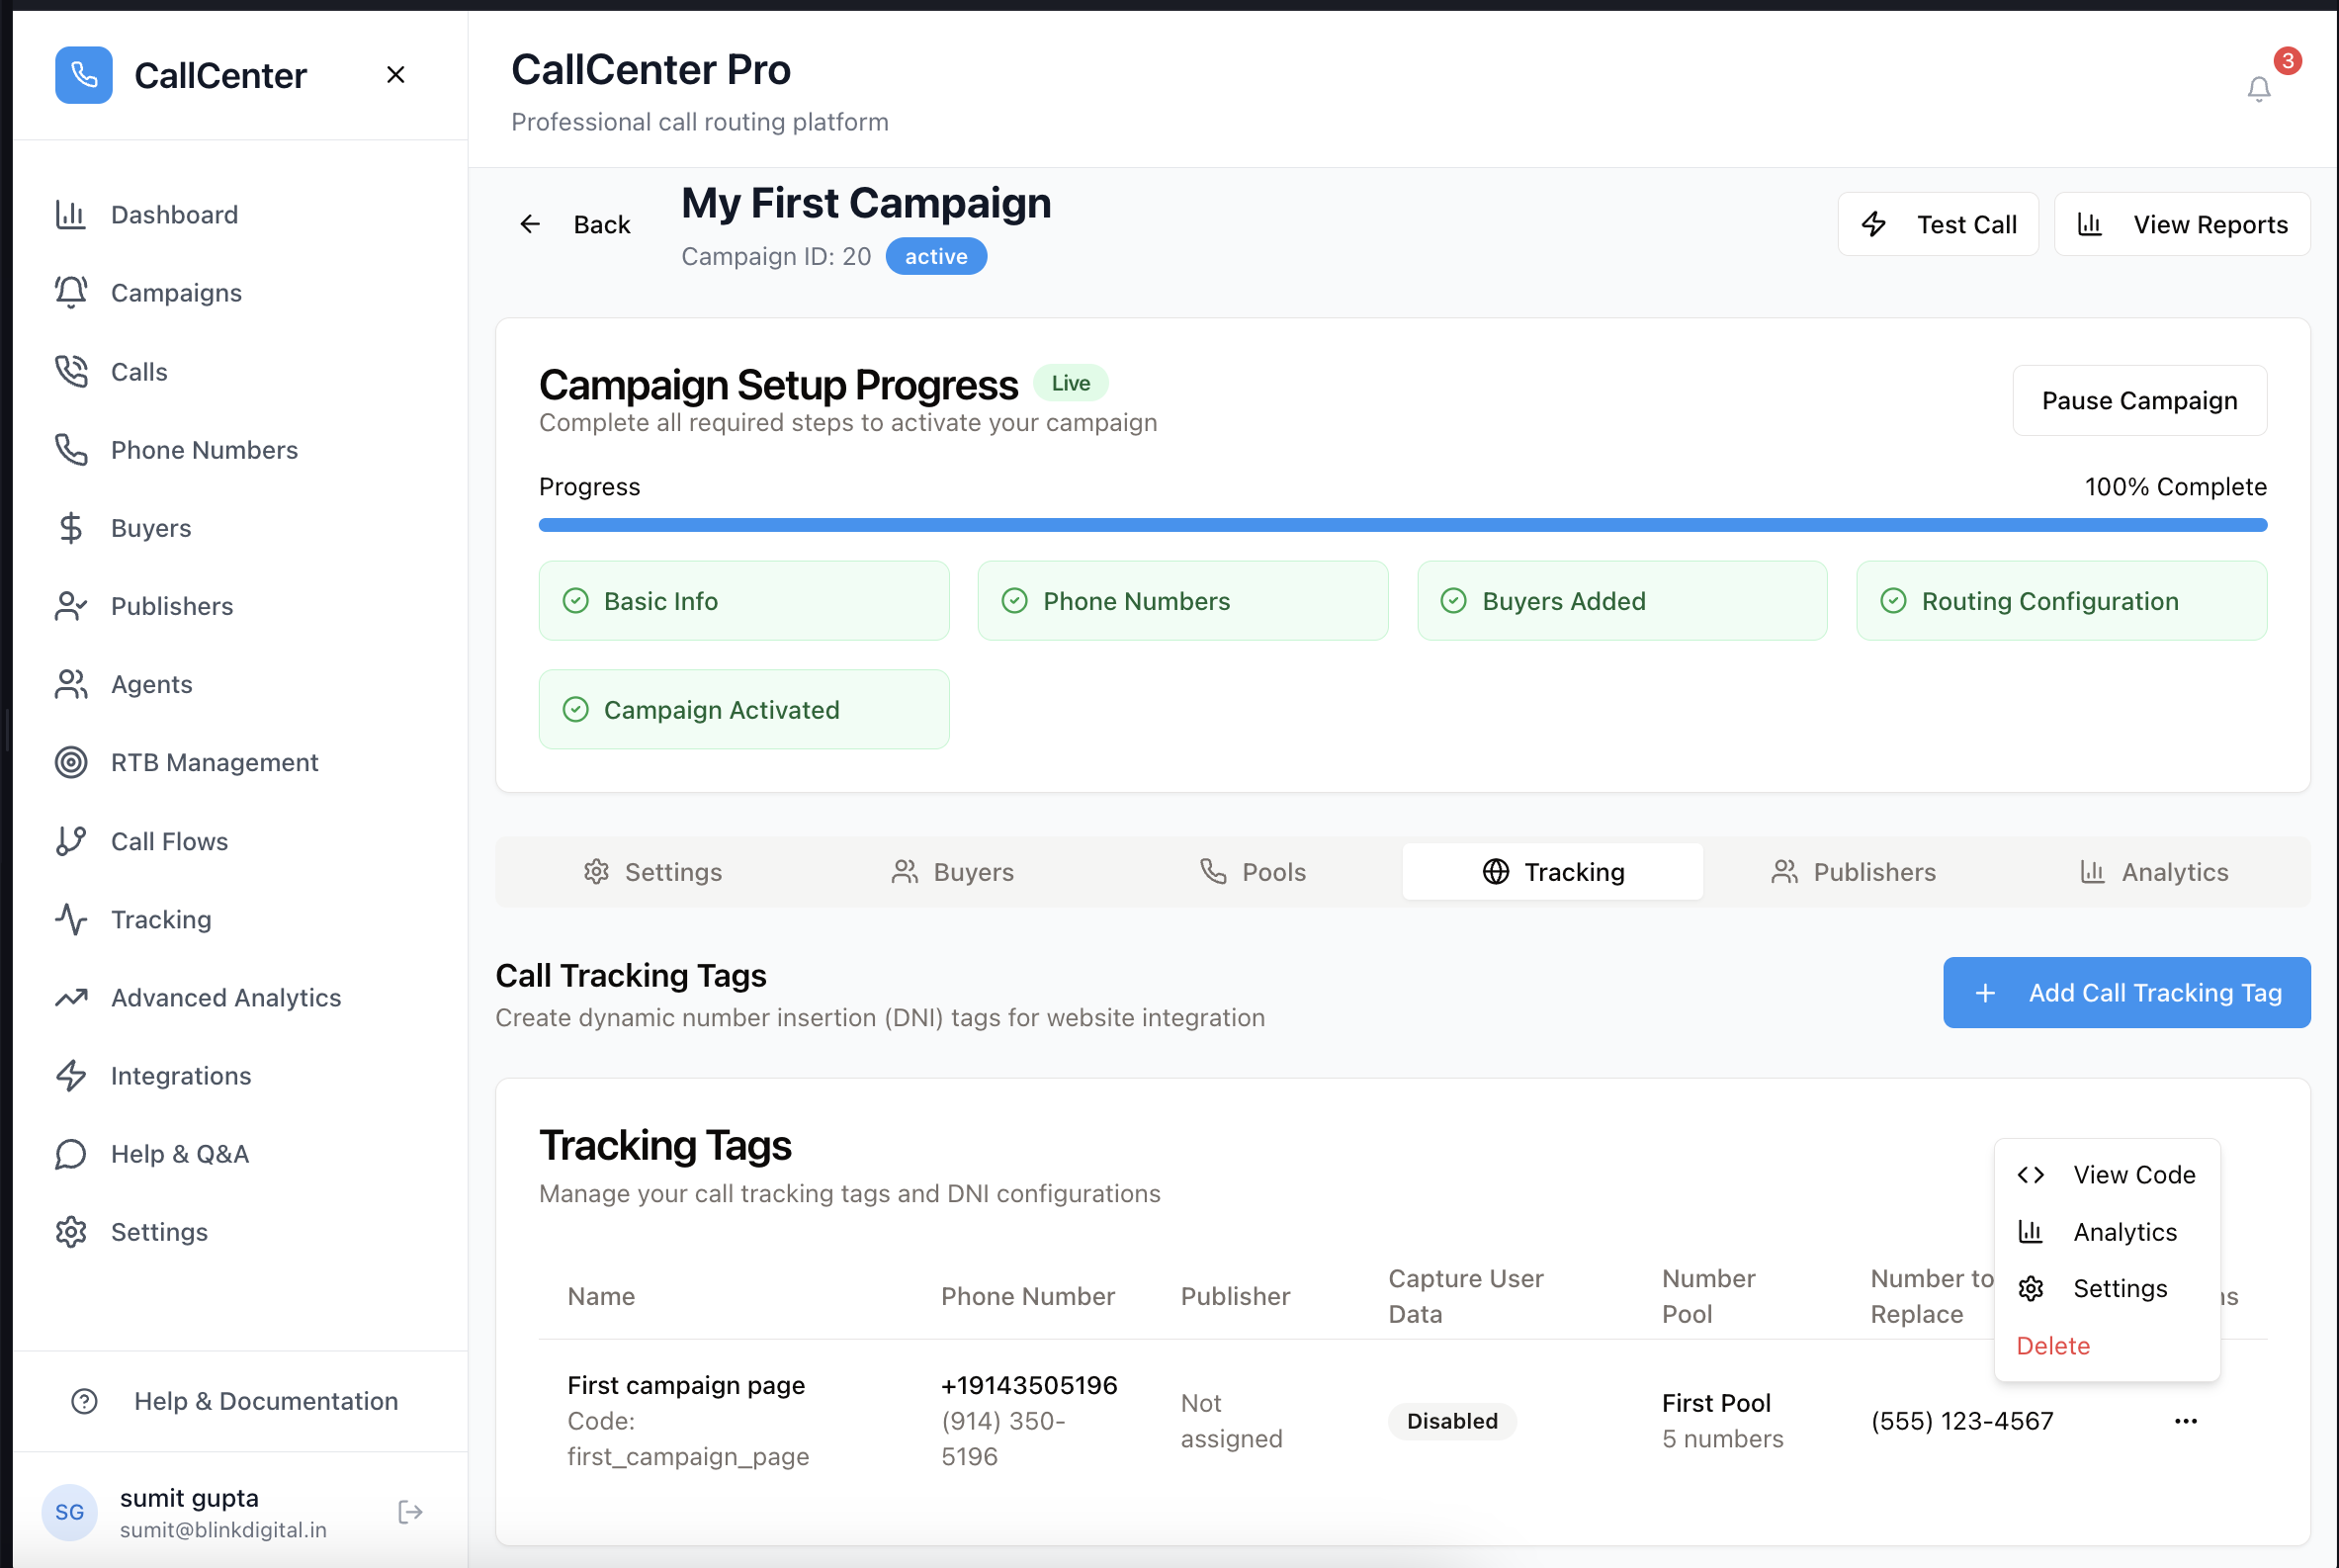 CallCenter
Dashboard
Campaigns
Calls
Phone Numbers
Buyers
Publishers
Agents
RTB Management
Call Flows
Tracking
Advanced Analytics
Integrations
Help & Q&A
Settings
Help & Documentation
SG
sumit gupta
sumit@blinkdigital.in
CallCenter Pro
Professional call routing platform
3
Back
My First Campaign
Campaign ID: 20 active
Test Call
View Reports
Campaign Setup Progress Live
Complete all required steps to activate your campaign
Pause Campaign
Progress
100% Complete
Basic Info
Phone Numbers
Buyers Added
Routing Configuration
Campaign Activated
Settings
Buyers
Pools
Tracking
Publishers
Analytics
Call Tracking Tags
Create dynamic number insertion (DNI) tags for website integration
Add Call Tracking Tag
Tracking Tags
Manage your call tracking tags and DNI configurations
View Code
Analytics
Settings
Delete
Name
Phone Number
Publisher
Capture User
Data
Number
Pool
Number to
Replace
First campaign page
Code:
first_campaign_page
+19143505196
(914) 350-
5196
Not
assigned
Disabled
First Pool
5 numbers
(555) 123-4567